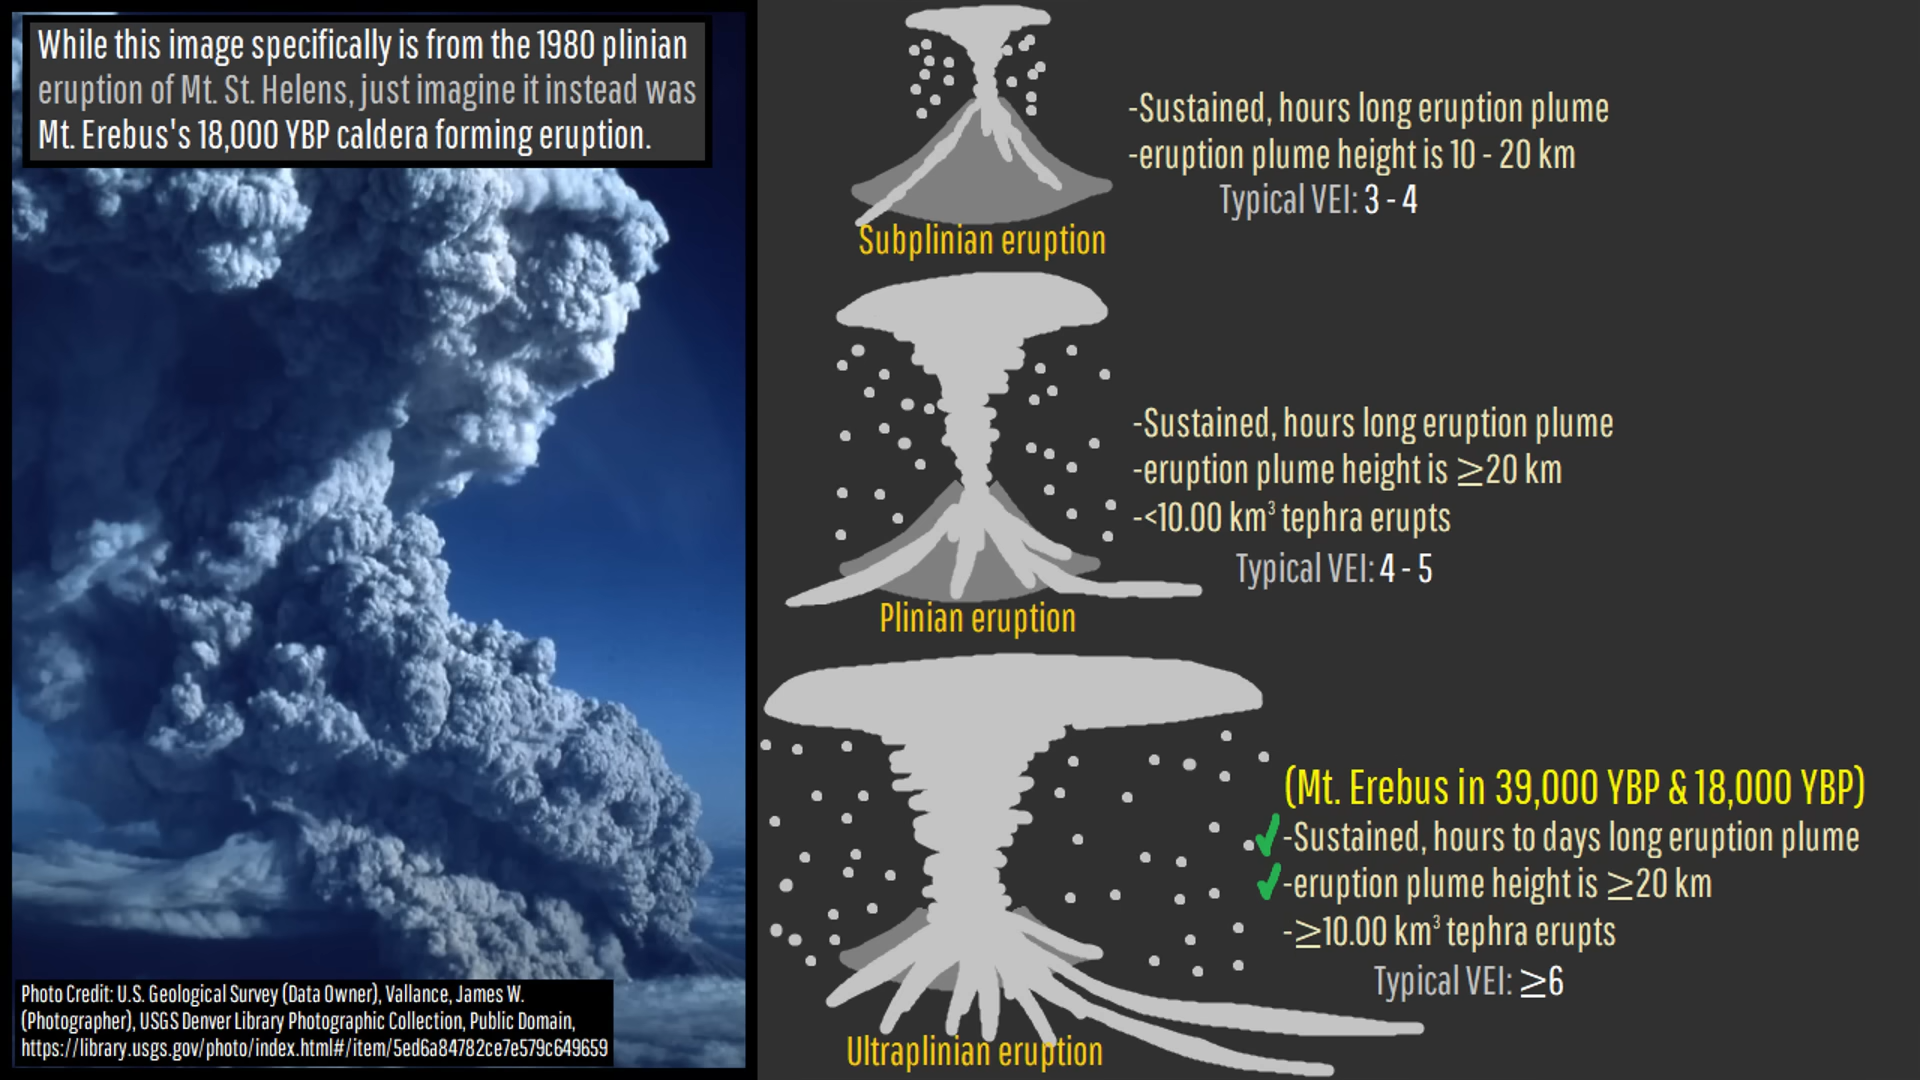 While this image specifically is from the 1980 plinian
eruption of Mt. St. Helens, just imagine it instead was
Mt. Erebus's 18,000 YBP caldera forming eruption.
Photo Credit: U.S. Geological Survey (Data Owner), Vallance, James W.
(Photographer), USGS Denver Library Photographic Collection, Public Domain,
https://library.usgs.gov/photo/index.html#/item/5ed6a84782ce7e579c649659
-Sustained, hours long eruption plume
-eruption plume height is 10 - 20 km
Typical VEI: 3 - 4
Subplinian eruption
-Sustained, hours long eruption plume
-eruption plume height is ≥20 km
-<10.00 km³ tephra erupts
Typical VEI: 4 - 5
Plinian eruption
(Mt. Erebus in 39,000 YBP & 18,000 YBP)
-Sustained, hours to days long eruption plume
-eruption plume height is ≥20 km
-≥10.00 km³ tephra erupts
Typical VEI: ≥6
Ultraplinian eruption